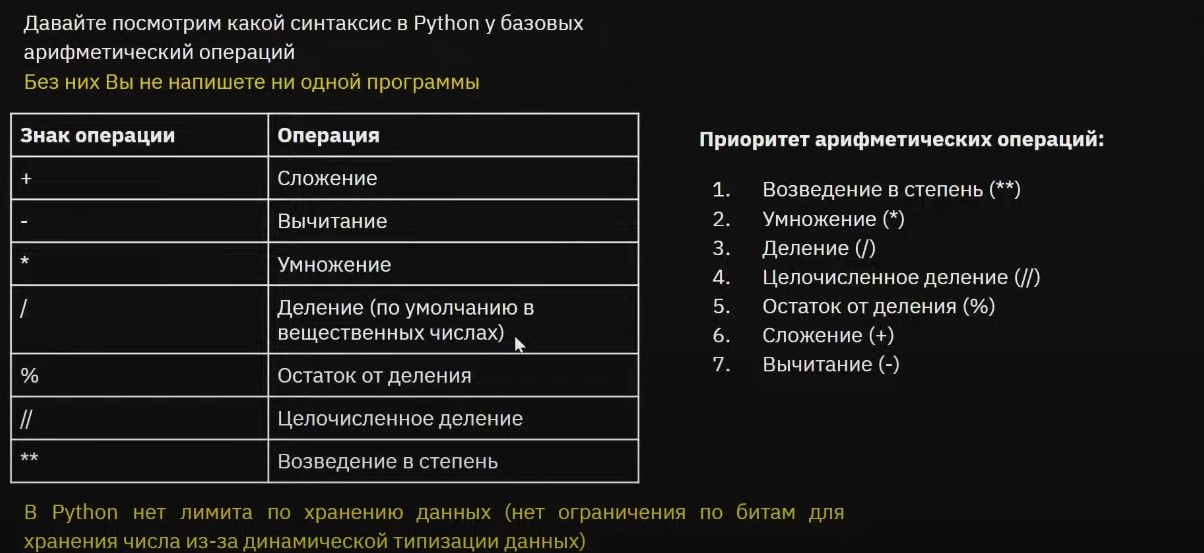 Давайте посмотрим какой синтаксис в Python у базовых
арифметический операций
Без них Вы не напишете ни одной программы
Знак операции Операция
+ Сложение
- Вычитание
* Умножение
/ Деление (по умолчанию в
вещественных числах)
% Остаток от деления
// Целочисленное деление
** Возведение в степень
Приоритет арифметических операций:
1. Возведение в степень (**)
2. Умножение (*)
3. Деление (/)
4. Целочисленное деление (//)
5. Остаток от деления (%)
6. Сложение (+)
7. Вычитание (-)
В Python нет лимита по хранению данных (нет ограничения по битам для
хранения числа из-за динамической типизации данных)